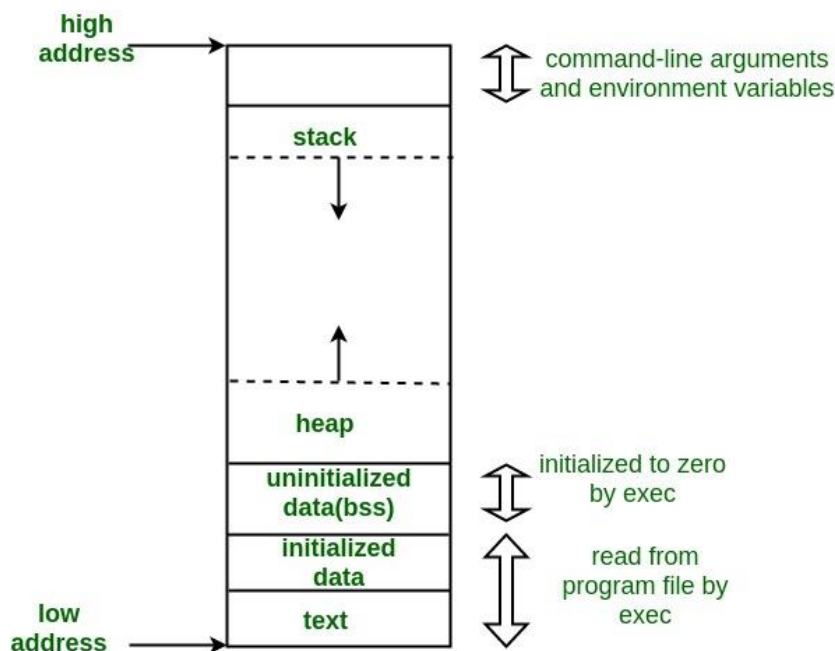 high
address
command-line arguments
and environment variables
stack
heap
uninitialized
data(bss)
initialized to zero
by exec
initialized
data
read from
program file by
exec
text
low
address